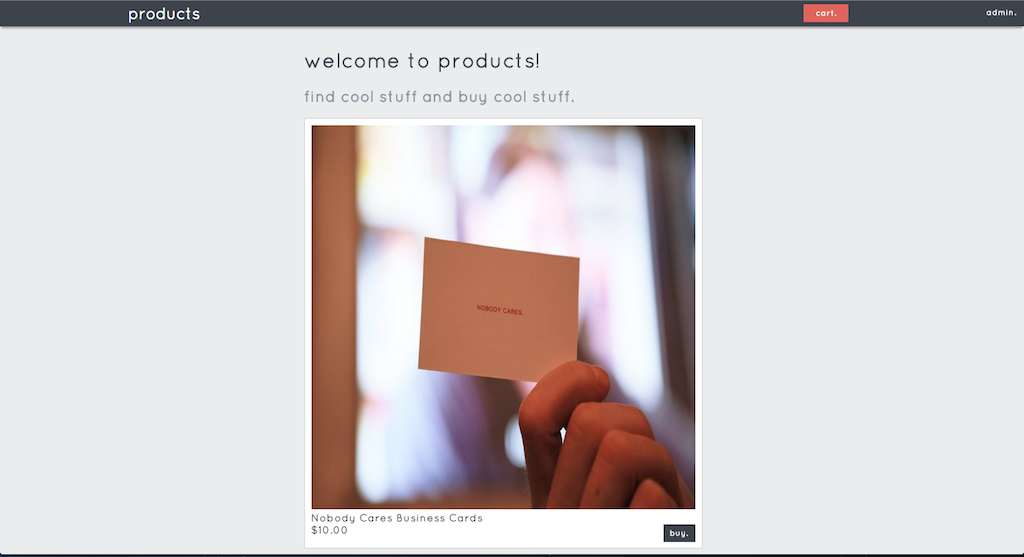 products
cart.
admin.
welcome to products!
find cool stuff and buy cool stuff.
NOBODY CARES
Nobody Cares Business Cards
$10.00
buy.